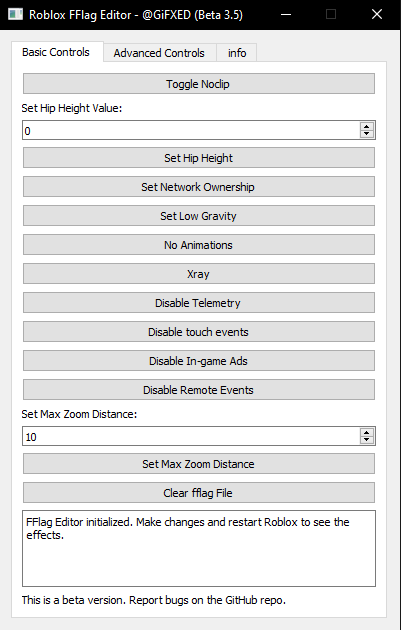 Roblox FFlag Editor - @GiFXED (Beta 3.5)
Basic Controls
Advanced Controls
info
Toggle Noclip
Set Hip Height Value:
0
Set Hip Height
Set Network Ownership
Set Low Gravity
No Animations
Xray
Disable Telemetry
Disable touch events
Disable In-game Ads
Disable Remote Events
Set Max Zoom Distance:
10
Set Max Zoom Distance
Clear fflag File
FFlag Editor initialized. Make changes and restart Roblox to see the
effects.
This is a beta version. Report bugs on the GitHub repo.